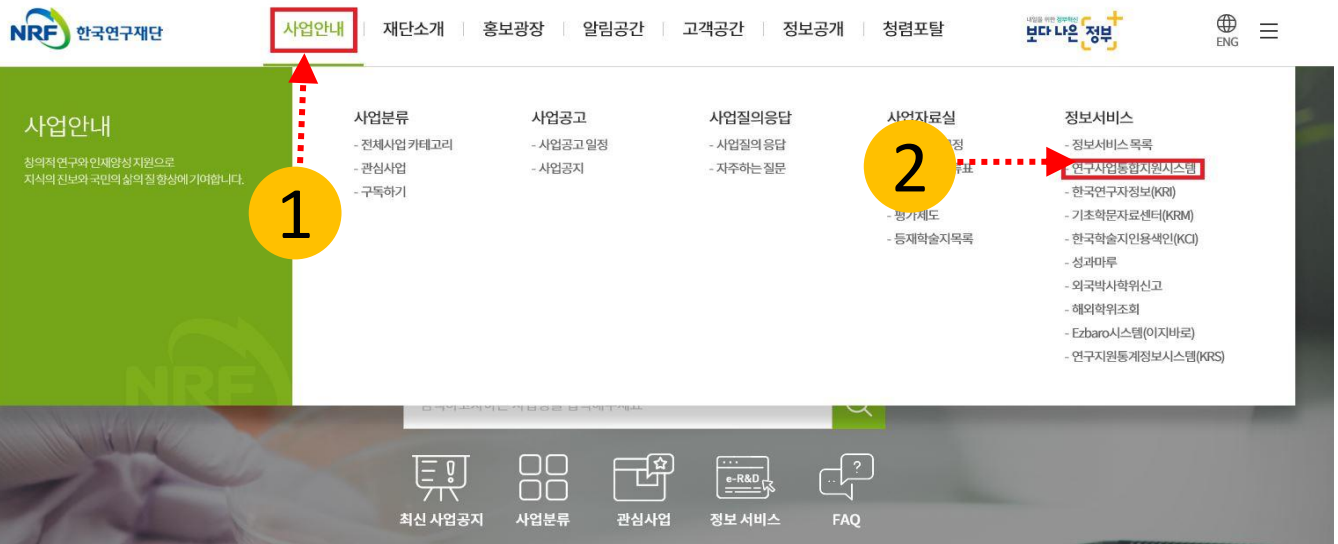 NRF 한국연구재단
사업안내
재단소개
홍보광장
알림공간
고객공간
정보공개
청렴포탈
내일을 위한 정부혁신
보다 나은 정부
ENG
사업안내
창의적 연구와 인재양성 지원으로
지식의 진보와 국민의 삶의 질 향상에 기여합니다.
NRF
1
사업분류
- 전체사업 카테고리
- 관심사업
- 구독하기
사업공고
- 사업공고 일정
- 사업공지
사업질의응답
- 사업질의 응답
- 자주하는 질문
사업자료실
2
- 평가제도
- 등재학술지목록
정보서비스
- 정보서비스 목록
- 연구사업통합지원시스템
- 한국연구자정보(KRI)
- 기초학문자료센터(KRM)
- 한국학술지인용색인(KCI)
- 성과마루
- 외국박사학위신고
- 해외학위조회
- Ezbaro시스템(이지바로)
- 연구지원통계정보시스템(KRS)
e-R&D
최신 사업공지
사업분류
관심사업
정보 서비스
FAQ